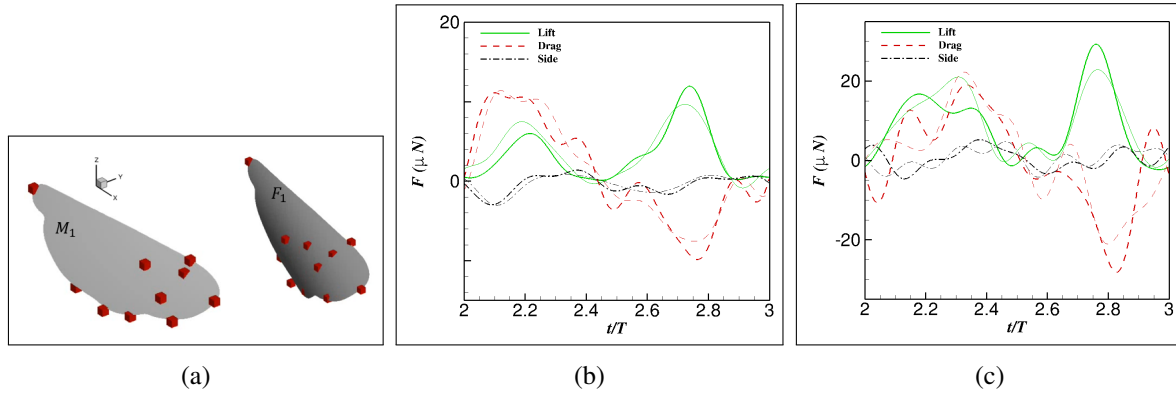 Z
Y
X
M1
F1
20
0
F (μ N)
Lift
Drag
Side
2
2.2
2.4
2.6
2.8
3
t/T
20
0
-20
F (μ N)
Lift
Drag
Side
2
2.2
2.4
2.6
2.8
3
t/T
(a)
(b)
(c)